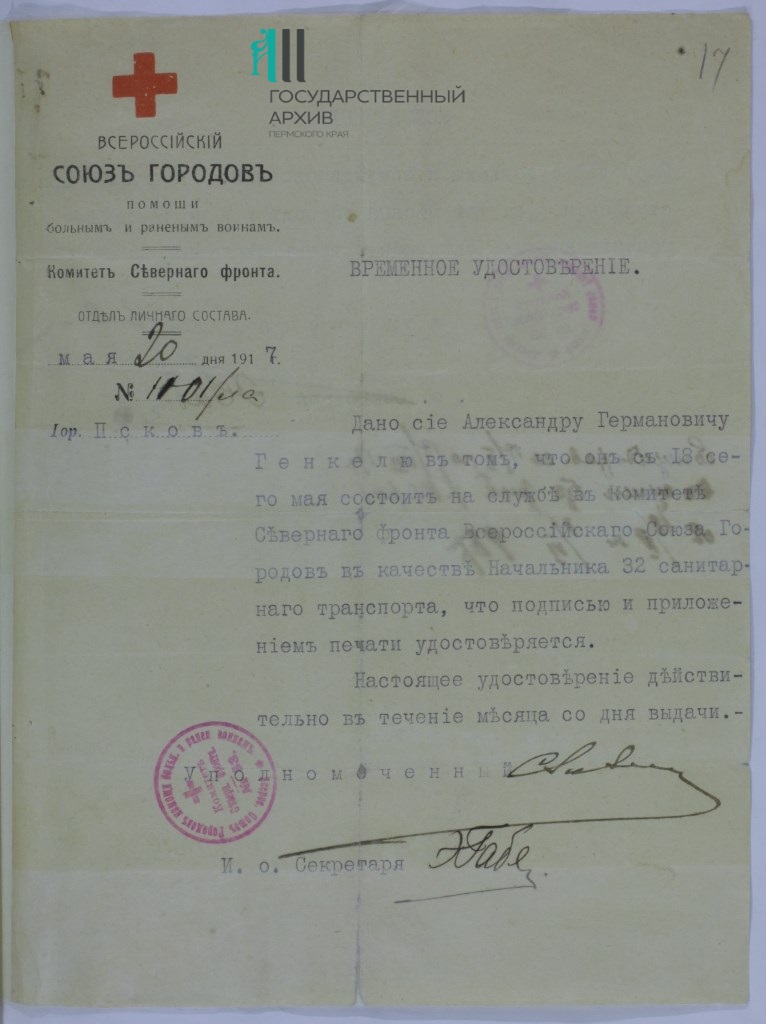 17
ГОСУДАРСТВЕННЫЙ
АРХИВ
ПЕРМСКОГО КРАЯ
ВСЕРОССІЙСКІЙ
СОЮЗЪ ГОРОДОВЪ
ПОМОЩИ
больнымъ и раненымъ воинамъ.
Комитетъ Сѣвернаго фронта.
ОТДѢЛЪ ЛИЧНАГО СОСТАВА.
мая 20 дня 1917.
№ 1101/ла
Гор. Псковъ.
ВРЕМЕННОЕ УДОСТОВѢРЕНІЕ.
Дано сіе Александру Германовичу
Генкелю въ томъ, что онъ съ 18 се-
го мая состоитъ на службѣ въ Комитетѣ
Сѣвернаго Фронта Всероссійскаго Союза Го-
родовъ въ качествѣ Начальника 32 санитар-
наго транспорта, что подписью и приложе-
ніемъ печати удостовѣряется.
Настоящее удостовѣреніе дѣйстви-
тельно въ теченіе мѣсяца со дня выдачи.-
Уполномоченный
И. о. Секретаря